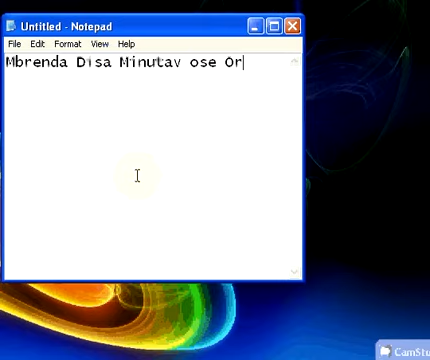 Untitled - Notepad
File Edit Format View Help
Mbrenda Disa Minutav ose Or
CamStu